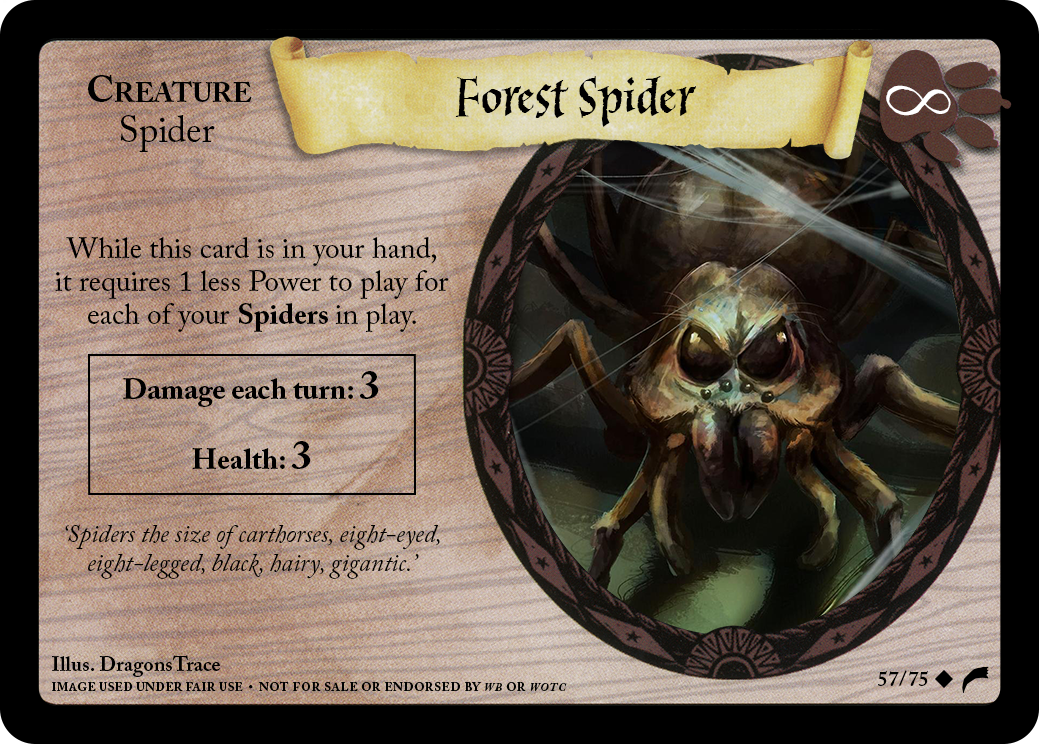 CREATURE
Spider
Forest Spider
∞
While this card is in your hand,
it requires 1 less Power to play for
each of your Spiders in play.
Damage each turn: 3
Health: 3
‘Spiders the size of carthorses, eight-eyed,
eight-legged, black, hairy, gigantic.’
Illus. DragonsTrace
IMAGE USED UNDER FAIR USE • NOT FOR SALE OR ENDORSED BY WB OR WOTC
57/75 ◆